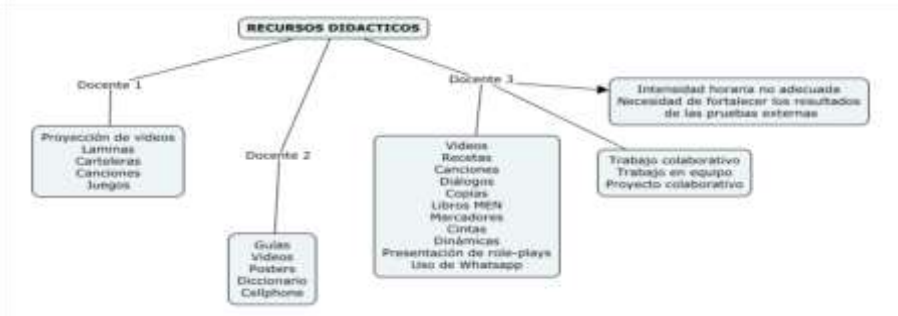 RECURSOS DIDACTICOS
Docente 1
Proyección de videos
Laminas
Carteleras
Canciones
Juegos
Docente 2
Guías
Videos
Posters
Diccionario
Cellphone
Docente 3
Videos
Recetas
Canciones
Diálogos
Copias
Libros MEN
Marcadores
Cintas
Dinámicas
Presentación de role-plays
Uso de Whatsapp
Trabajo colaborativo
Trabajo en equipo
Proyecto colaborativo
Intensidad horaria no adecuada
Necesidad de fortalecer los resultados
de las pruebas externas